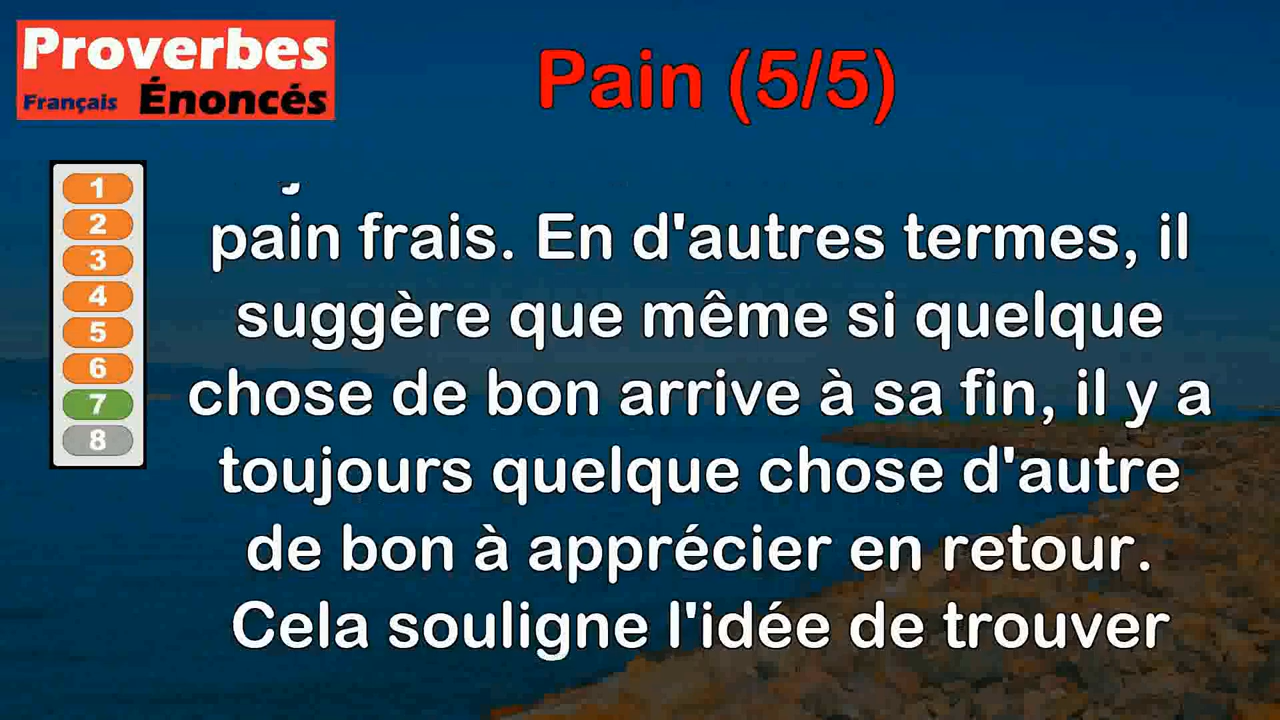 Proverbes
Français Énoncés
Pain (5/5)
1
2
3
4
5
6
7
8
pain frais. En d'autres termes, il
suggère que même si quelque
chose de bon arrive à sa fin, il y a
toujours quelque chose d'autre
de bon à apprécier en retour.
Cela souligne l'idée de trouver